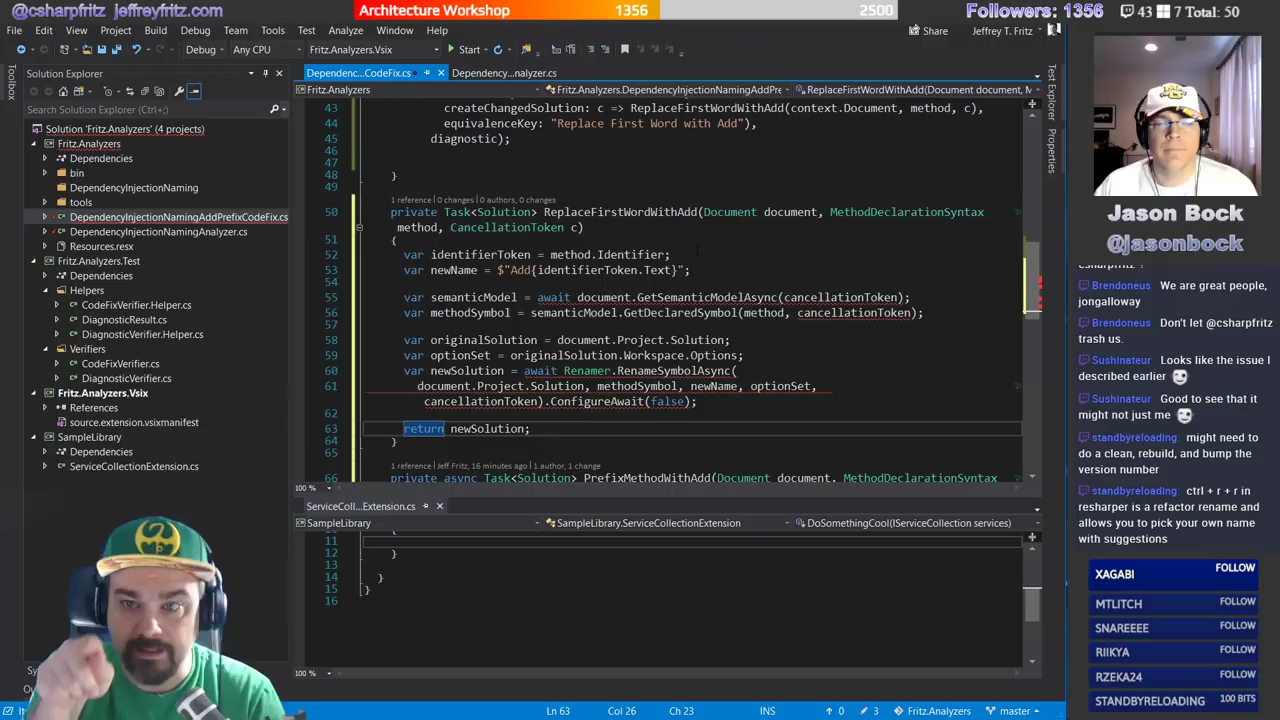 @csharpfritz jeffreyfritz.com
Architecture Workshop 1356 2500
Followers: 1356
43 7 Total: 50
File Edit View Project Build Debug Team Tools Test Analyze Window Help
Share Jeffrey T. Fritz
Debug Any CPU Fritz.Analyzers.Vsix Start
Toolbox
Solution Explorer
Search Solution Explorer (Ctrl+;)
Solution 'Fritz.Analyzers' (4 projects)
Fritz.Analyzers
Dependencies
bin
DependencyInjectionNaming
tools
DependencyInjectionNamingAddPrefixCodeFix.cs
DependencyInjectionNamingAnalyzer.cs
Resources.resx
Fritz.Analyzers.Test
Helpers
CodeFixVerifier.Helper.cs
DiagnosticResult.cs
DiagnosticVerifier.Helper.cs
Verifiers
CodeFixVerifier.cs
DiagnosticVerifier.cs
Fritz.Analyzers.Vsix
References
source.extension.vsixmanifest
SampleLibrary
Dependencies
ServiceCollectionExtension.cs
Dependenc...CodeFix.cs Dependency...nalyzer.cs
Fritz.Analyzers Fritz.Analyzers.DependencyInjectionNamingAddPre ReplaceFirstWordWithAdd(Document document, M
43 createChangedSolution: c => ReplaceFirstWordWithAdd(context.Document, method, c),
44 equivalenceKey: "Replace First Word with Add"),
45 diagnostic);
46
47
48 }
49
1 reference | 0 changes | 0 authors, 0 changes
50 private Task<Solution> ReplaceFirstWordWithAdd(Document document, MethodDeclarationSyntax
method, CancellationToken c)
51 {
52 var identifierToken = method.Identifier;
53 var newName = $"Add{identifierToken.Text}";
54
55 var semanticModel = await document.GetSemanticModelAsync(cancellationToken);
56 var methodSymbol = semanticModel.GetDeclaredSymbol(method, cancellationToken);
57
58 var originalSolution = document.Project.Solution;
59 var optionSet = originalSolution.Workspace.Options;
60 var newSolution = await Renamer.RenameSymbolAsync(
61 document.Project.Solution, methodSymbol, newName, optionSet,
cancellationToken).ConfigureAwait(false);
62
63 return newSolution;
64 }
65
1 reference | Jeff Fritz, 16 minutes ago | 1 author, 1 change
66 private async Task<Solution> PrefixMethodWithAdd(Document document, MethodDeclarationSyntax
100 %
ServiceColl...Extension.cs
SampleLibrary SampleLibrary.ServiceCollectionExtension DoSomethingCool(IServiceCollection services)
11
12 }
13
14 }
15 }
16
100 %
Ln 63 Col 26 Ch 23 INS 0 3 Fritz.Analyzers master
Test Explorer
Properties
Jason Bock
@jasonbock
Brendoneus: We are great people,
jongalloway
Brendoneus: Don't let @csharpfritz
trash us.
SushInateur: Looks like the issue I
described earlier
SushInateur: Good to see that it
might not just me
standbyreloading: might need to
do a clean, rebuild, and bump the
version number
standbyreloading: ctrl + r + r in
resharper is a refactor rename and
allows you to pick your own name
with suggestions
XAGABI FOLLOW
MTLITCH FOLLOW
SNAREEEE FOLLOW
RIIKYA FOLLOW
RZEKA24 FOLLOW
STANDBYRELOADING 100 BITS